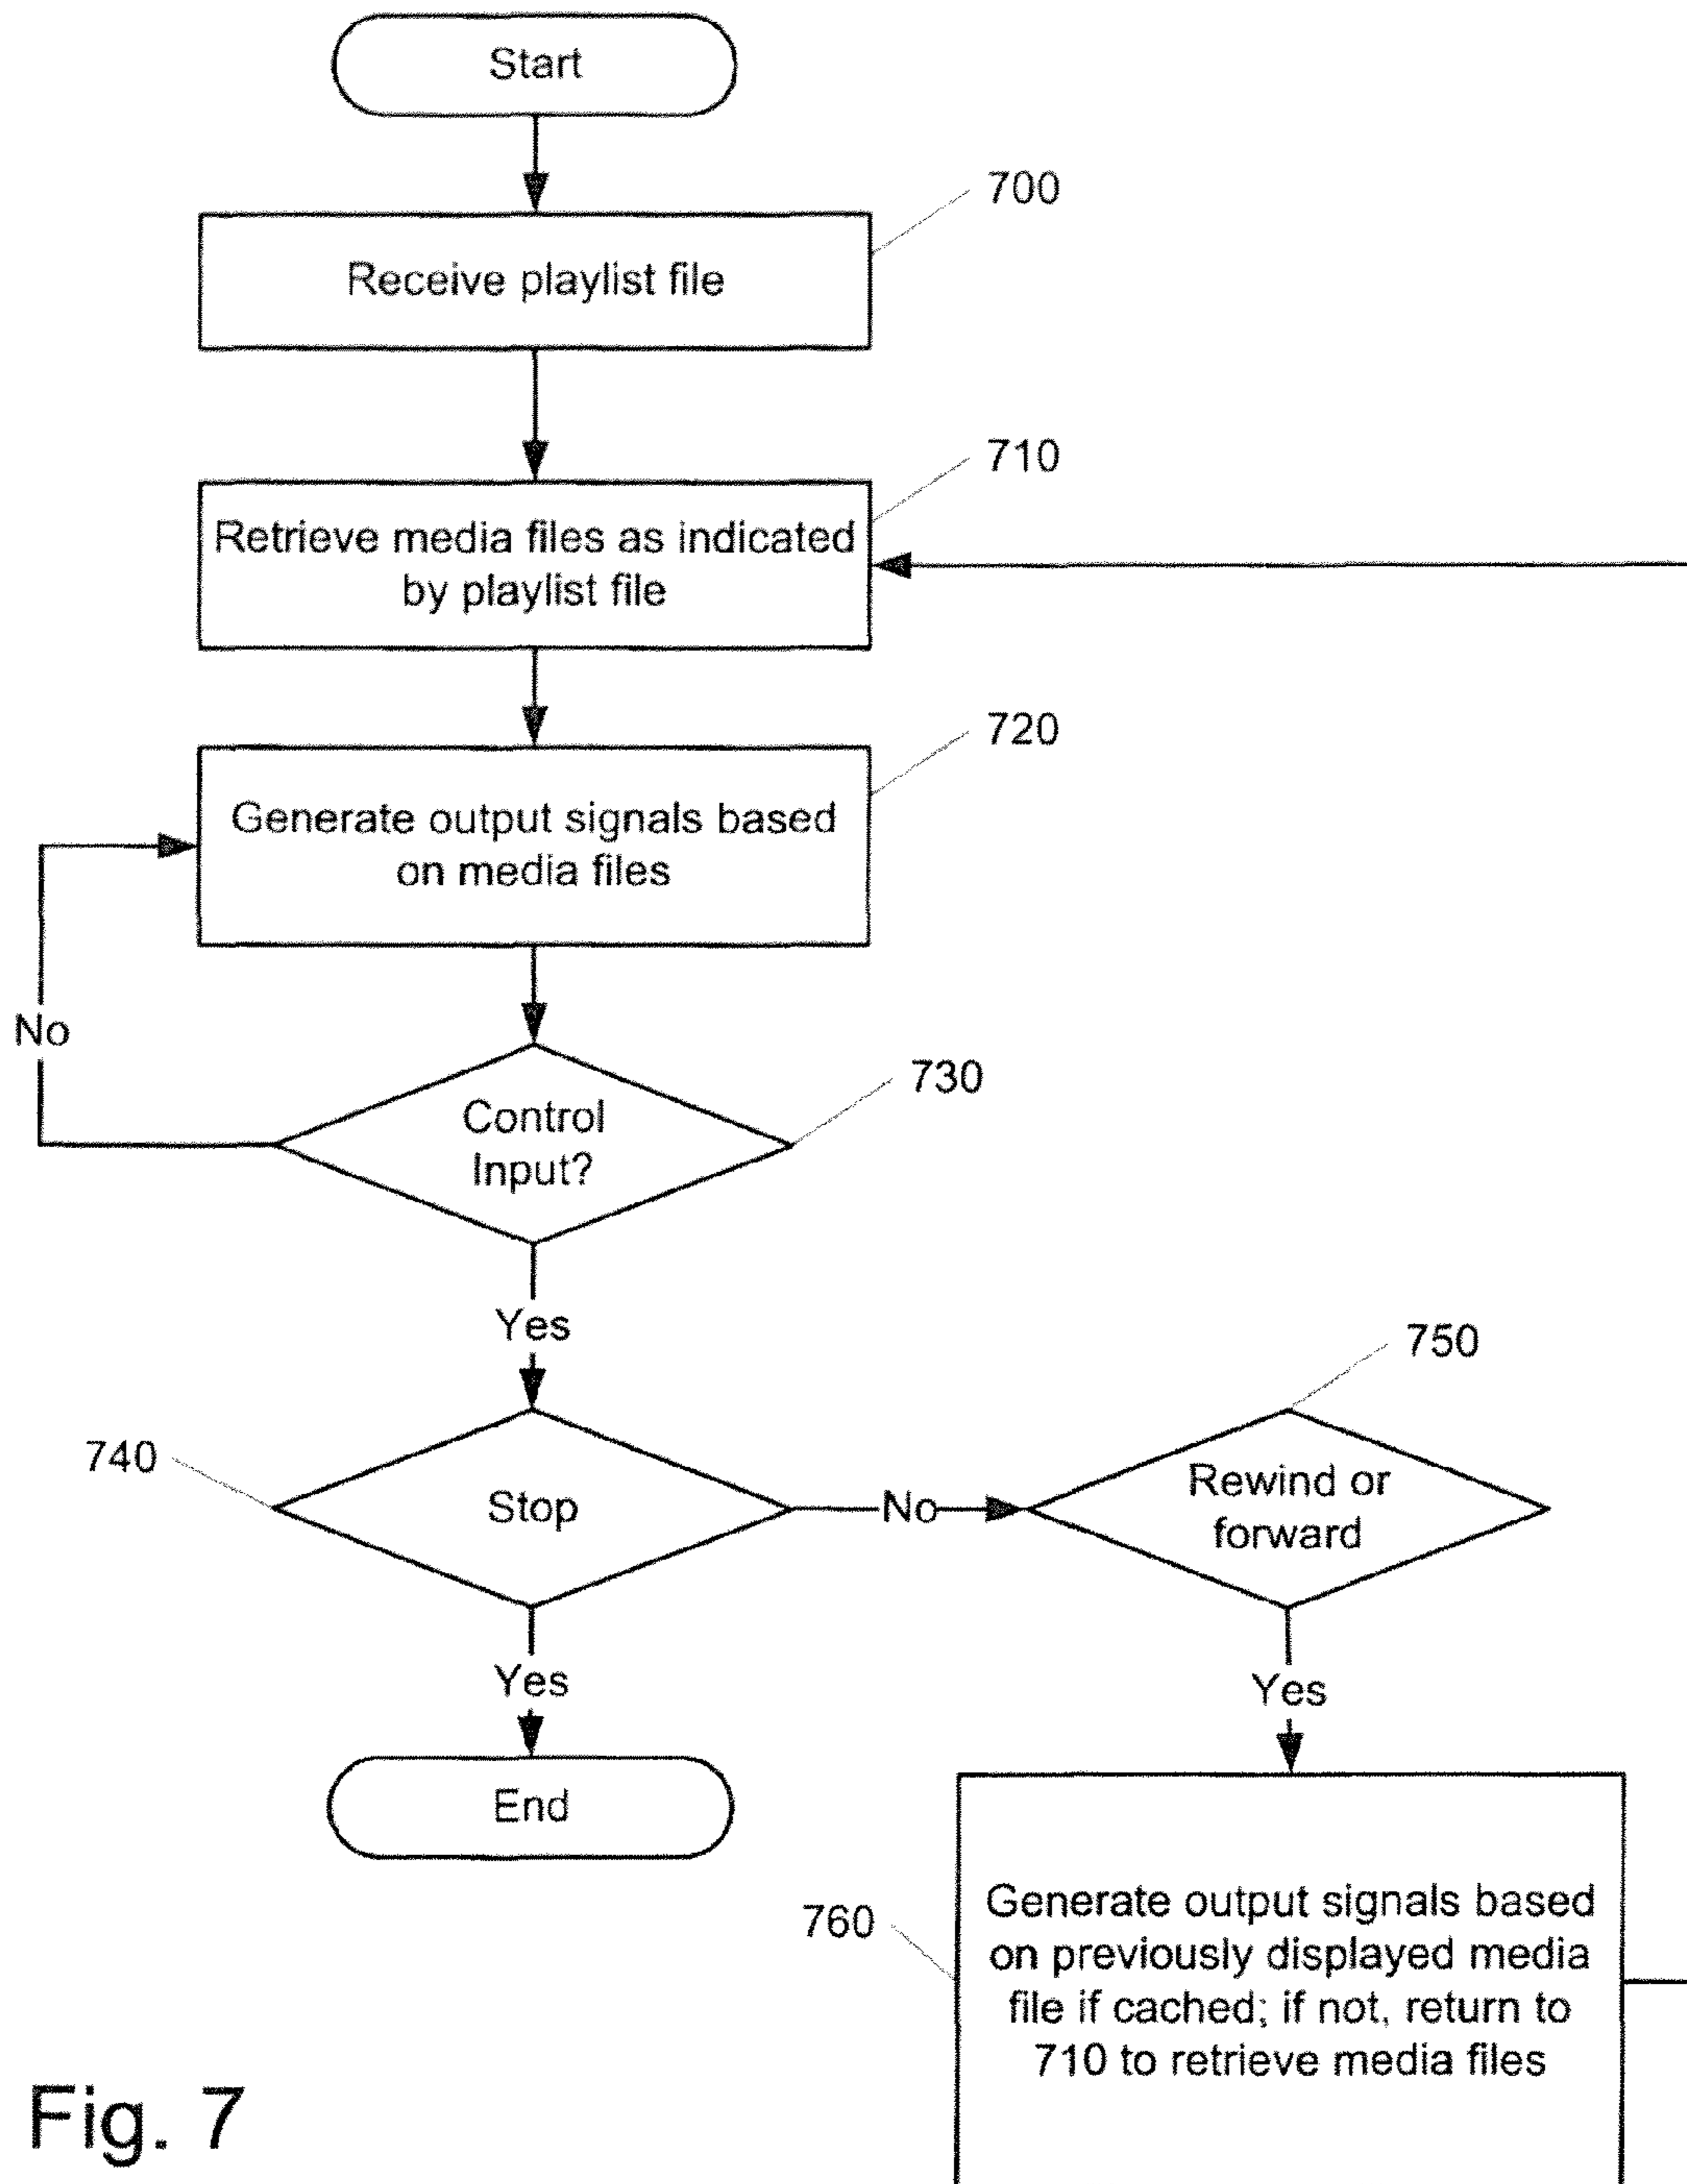 Start
700
Receive playlist file
710
Retrieve media files as indicated
by playlist file
720
Generate output signals based
on media files
No
730
Control
Input?
Yes
750
740
Stop
No
Rewind or
forward
Yes
Yes
End
760
Generate output signals based
on previously displayed media
file if cached; if not, return to
710 to retrieve media files
Fig. 7